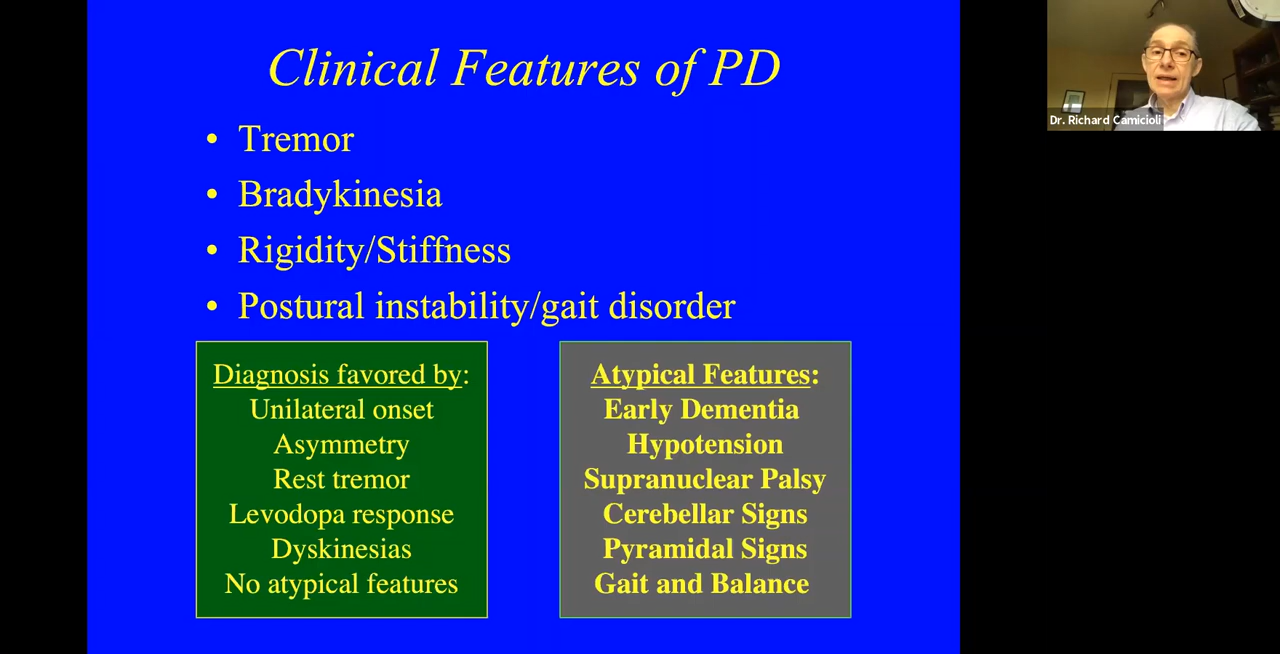 Clinical Features of PD
• Tremor
• Bradykinesia
• Rigidity/Stiffness
• Postural instability/gait disorder
Diagnosis favored by:
Unilateral onset
Asymmetry
Rest tremor
Levodopa response
Dyskinesias
No atypical features
Atypical Features:
Early Dementia
Hypotension
Supranuclear Palsy
Cerebellar Signs
Pyramidal Signs
Gait and Balance
Dr. Richard Camicioli